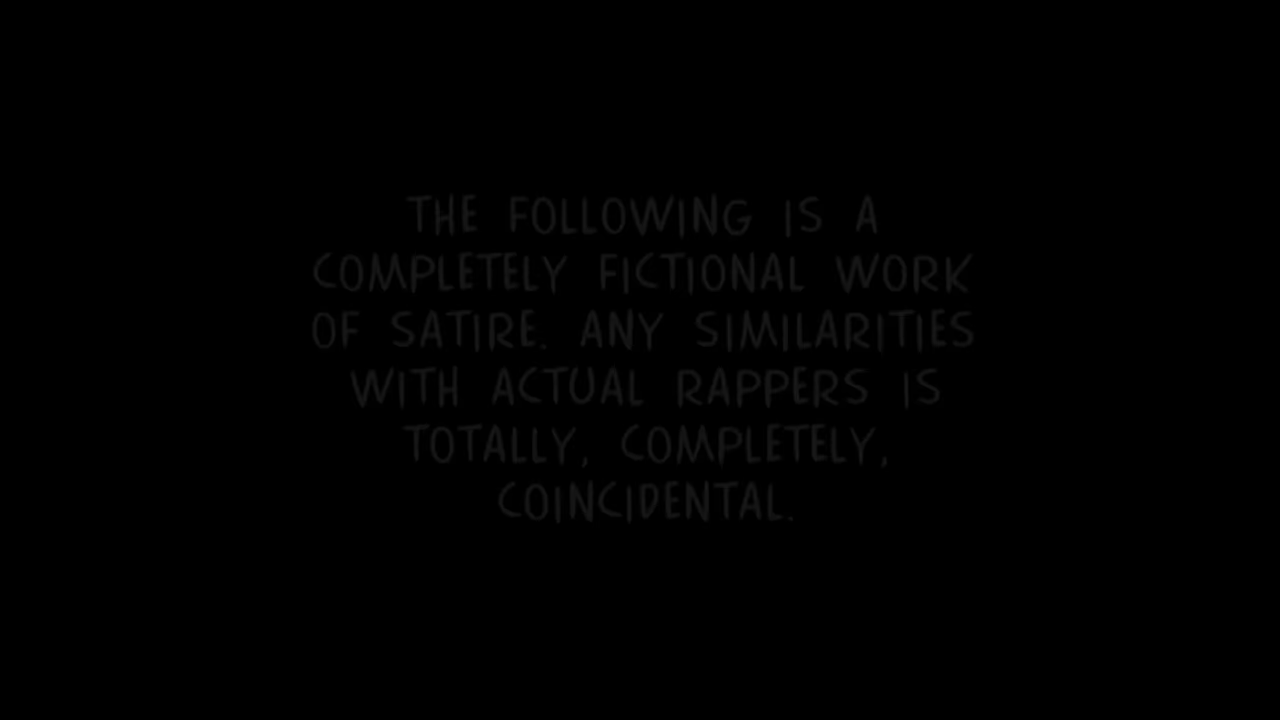 THE FOLLOWING IS A
COMPLETELY FICTIONAL WORK
OF SATIRE. ANY SIMILARITIES
WITH ACTUAL RAPPERS IS
TOTALLY, COMPLETELY,
COINCIDENTAL.